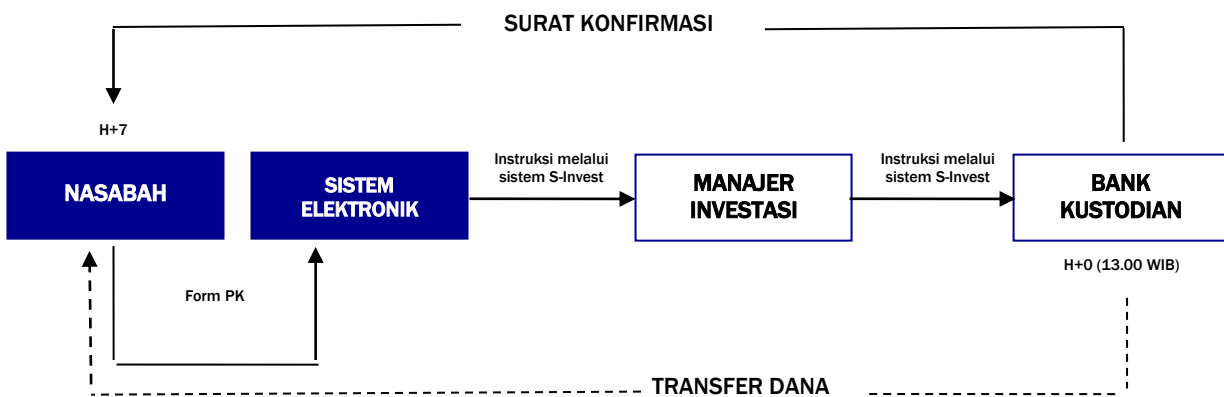 SURAT KONFIRMASI
H+7
NASABAH
SISTEM
ELEKTRONIK
Instruksi melalui
sistem S-Invest
MANAJER
INVESTASI
Instruksi melalui
sistem S-Invest
BANK
KUSTODIAN
H+0 (13.00 WIB)
Form PK
TRANSFER DANA